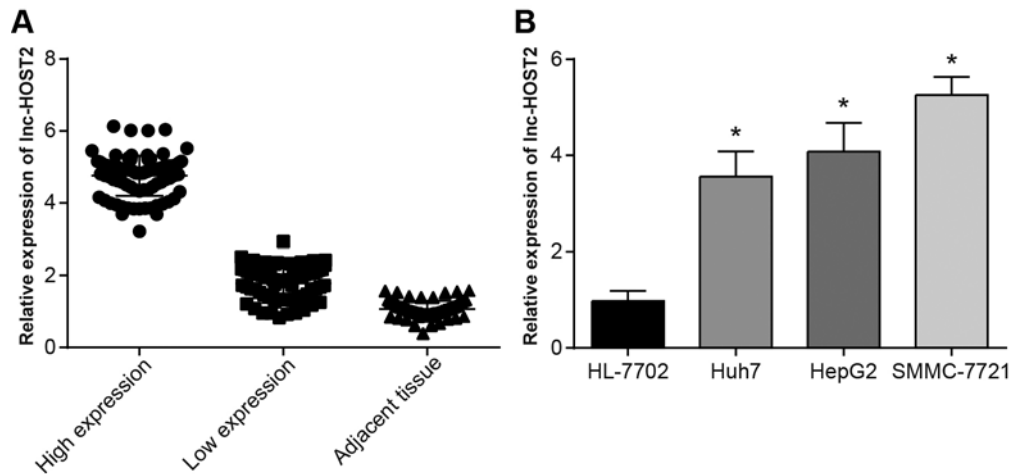 A
Relative expression of lnc-HOST2
8
6
4
2
0
High expression
Low expression
Adjacent tissue
B
Relative expression of lnc-HOST2
6
4
2
0
*
*
*
HL-7702
Huh7
HepG2
SMMC-7721